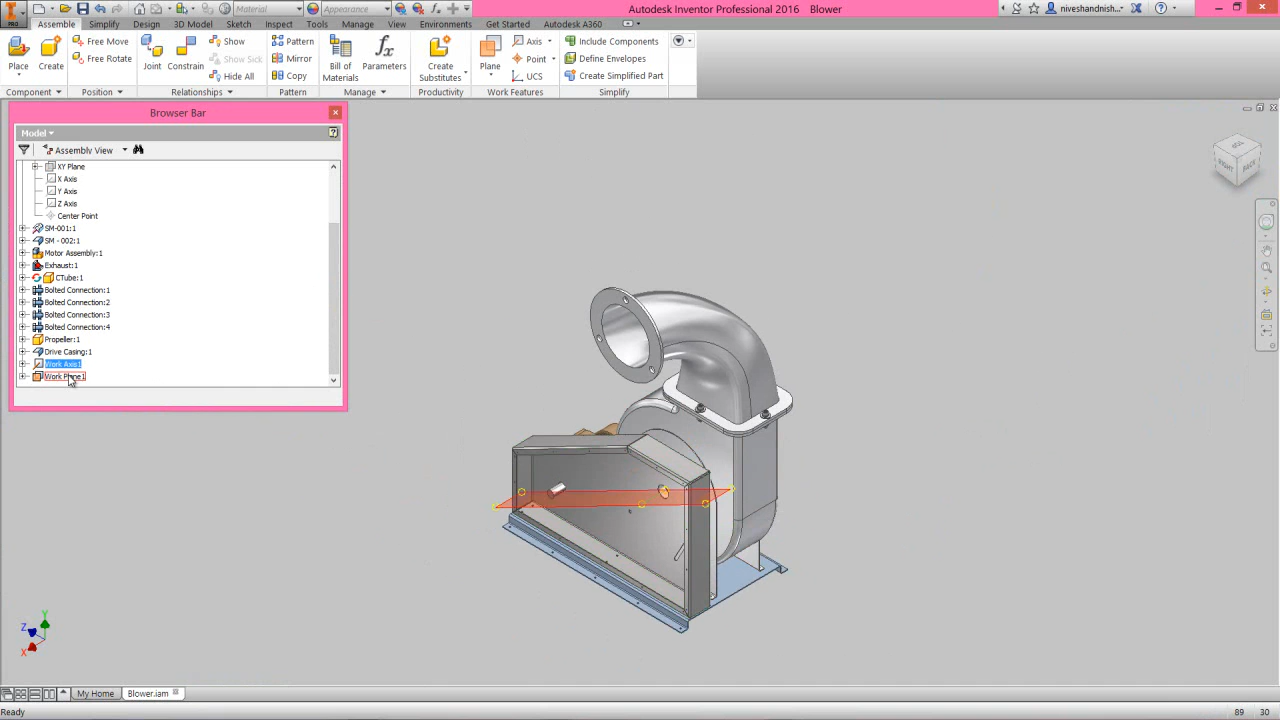 Autodesk Inventor Professional 2016   Blower
niveshandnish...
Material
Appearance
PRO
Assemble Simplify Design 3D Model Sketch Inspect Tools Manage View Environments Get Started Autodesk A360
Place Create Free Move Free Rotate Joint Constrain Show Show Sick Hide All Pattern Mirror Copy Bill of Materials Parameters Create Substitutes Plane Axis Point UCS Include Components Define Envelopes Create Simplified Part
Component Position Relationships Pattern Manage Productivity Work Features Simplify
Browser Bar
Model
Assembly View
XY Plane
X Axis
Y Axis
Z Axis
Center Point
SM-001:1
SM - 002:1
Motor Assembly:1
Exhaust:1
CTube:1
Bolted Connection:1
Bolted Connection:2
Bolted Connection:3
Bolted Connection:4
Propeller:1
Drive Casing:1
Work Axis1
Work Plane1
RIGHT BACK
Y
Z
X
My Home Blower.iam
Ready 89 30